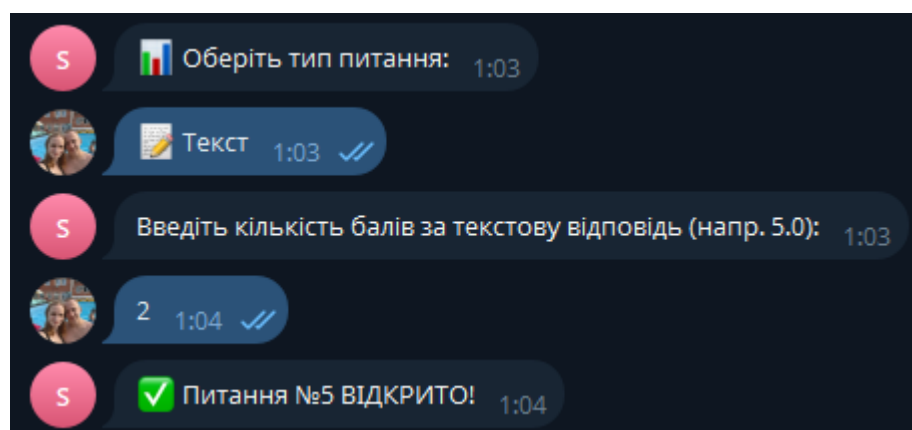 S
📊 Оберіть тип питання: 1:03
📝 Текст 1:03
S
Введіть кількість балів за текстову відповідь (напр. 5.0): 1:03
2 1:04
S
✅ Питання №5 ВІДКРИТО! 1:04